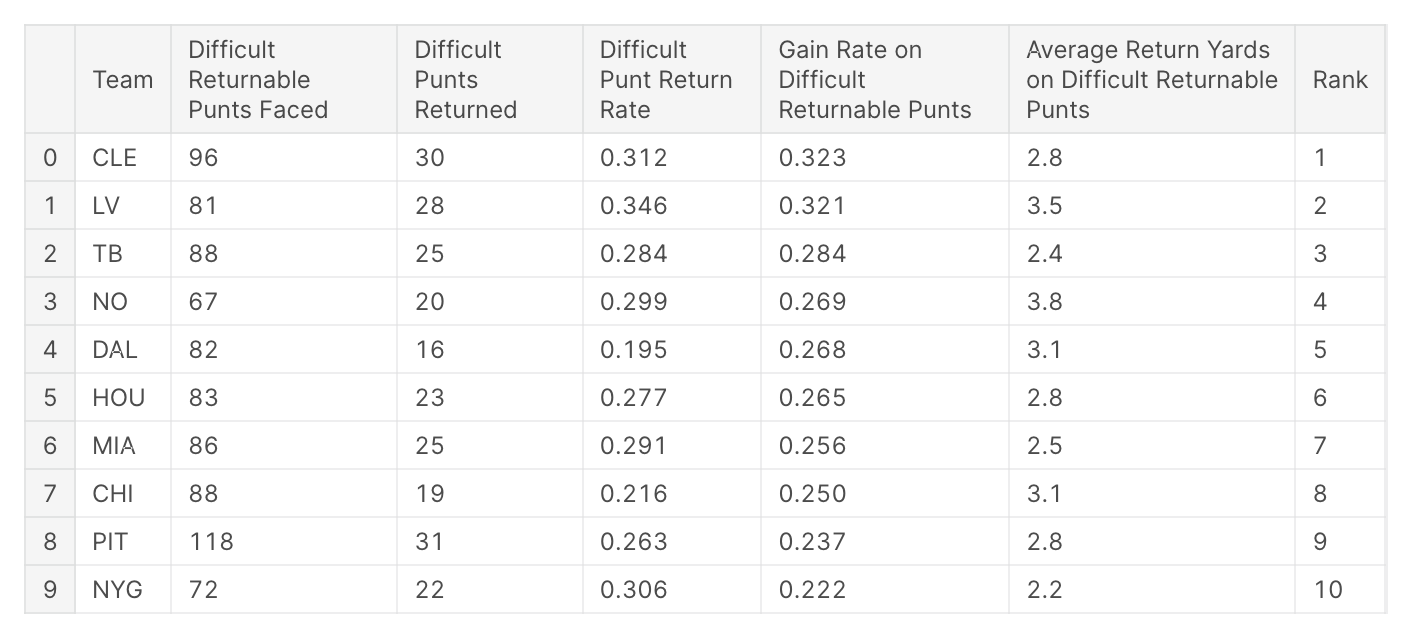 Team | Difficult Returnable Punts Faced | Difficult Punts Returned | Difficult Punt Return Rate | Gain Rate on Difficult Returnable Punts | Average Return Yards on Difficult Returnable Punts | Rank
0 | CLE | 96 | 30 | 0.312 | 0.323 | 2.8 | 1
1 | LV | 81 | 28 | 0.346 | 0.321 | 3.5 | 2
2 | TB | 88 | 25 | 0.284 | 0.284 | 2.4 | 3
3 | NO | 67 | 20 | 0.299 | 0.269 | 3.8 | 4
4 | DAL | 82 | 16 | 0.195 | 0.268 | 3.1 | 5
5 | HOU | 83 | 23 | 0.277 | 0.265 | 2.8 | 6
6 | MIA | 86 | 25 | 0.291 | 0.256 | 2.5 | 7
7 | CHI | 88 | 19 | 0.216 | 0.250 | 3.1 | 8
8 | PIT | 118 | 31 | 0.263 | 0.237 | 2.8 | 9
9 | NYG | 72 | 22 | 0.306 | 0.222 | 2.2 | 10